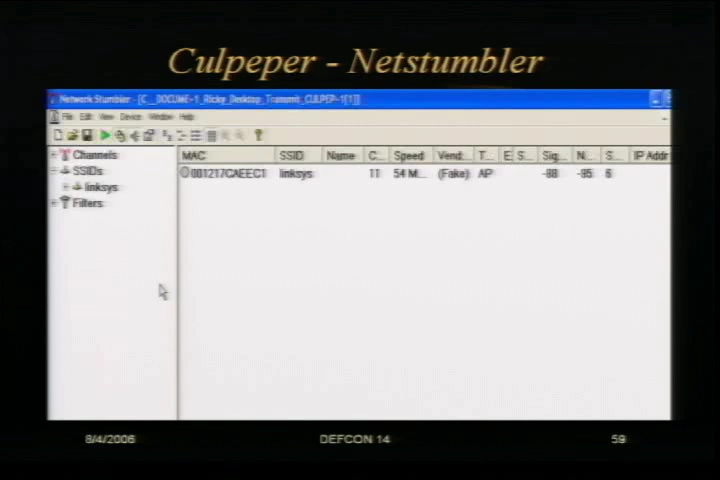 Culpeper - Netstumbler
Network Stumbler - [C__DOCUME~1_Ricky_Desktop_Transmit_CULPEP~1[1]]
File Edit View Device Window Help
Channels
SSIDs
linksys
Filters
MAC SSID Name C... Speed Vend... T... E S... Sig... N... S... IP Addr
001217CAEEC1 linksys 11 54 M... (Fake) AP -88 -95 6
8/4/2006 DEFCON 14 59